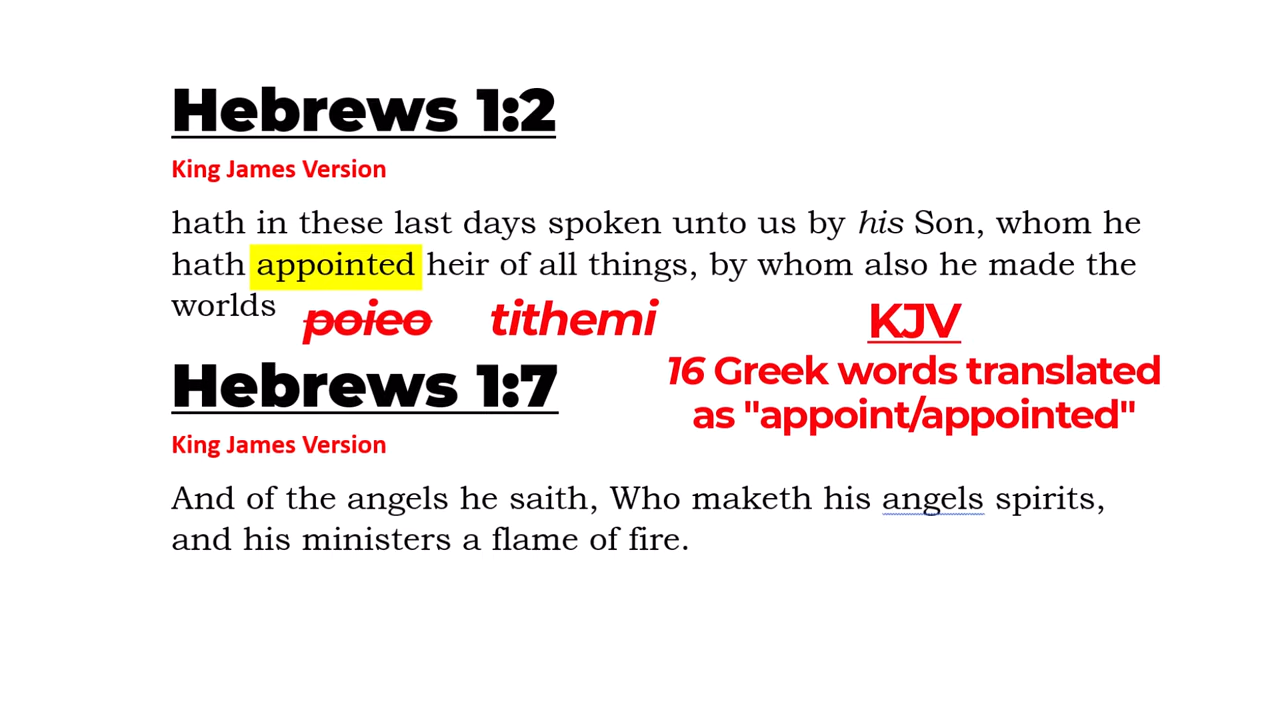 Hebrews 1:2
King James Version
hath in these last days spoken unto us by his Son, whom he
hath appointed heir of all things, by whom also he made the
worlds
poieo tithemi KJV
16 Greek words translated
as "appoint/appointed"
Hebrews 1:7
King James Version
And of the angels he saith, Who maketh his angels spirits,
and his ministers a flame of fire.